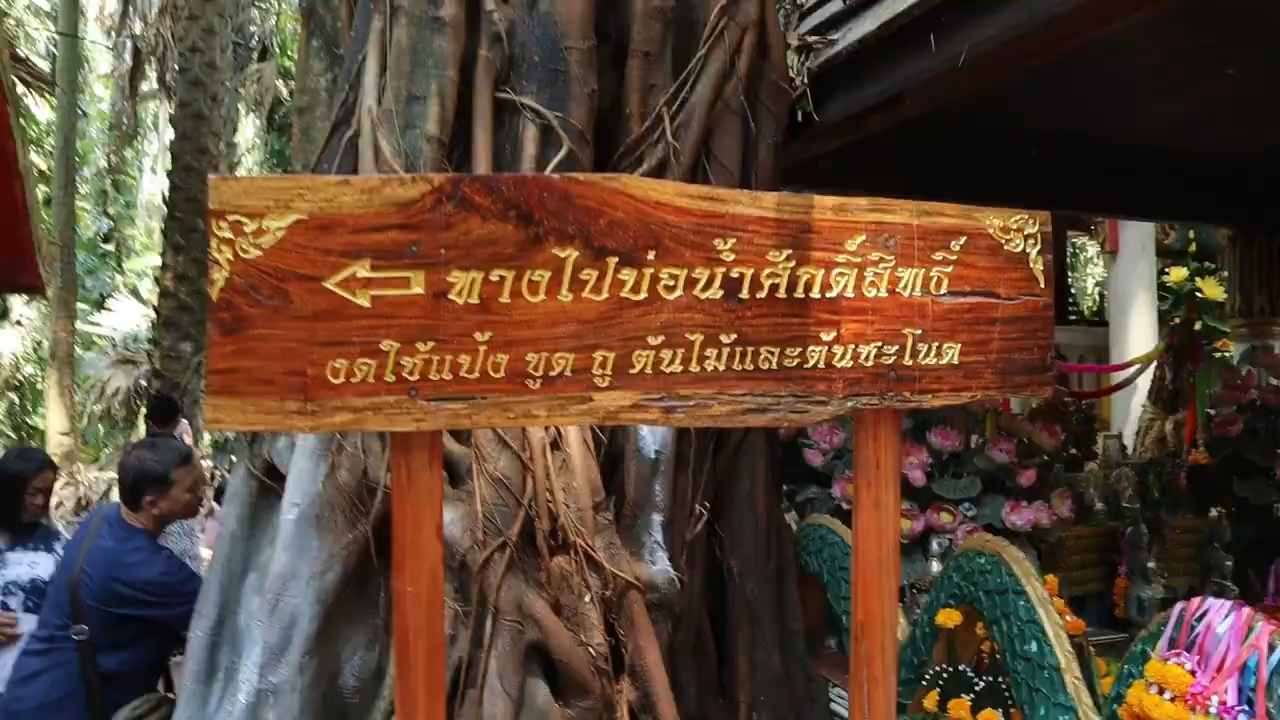 ทางไปบ่อน้ำศักดิ์สิทธิ์
งดใช้แป้ง ขูด ถู ต้นไม้และต้นชะโนด